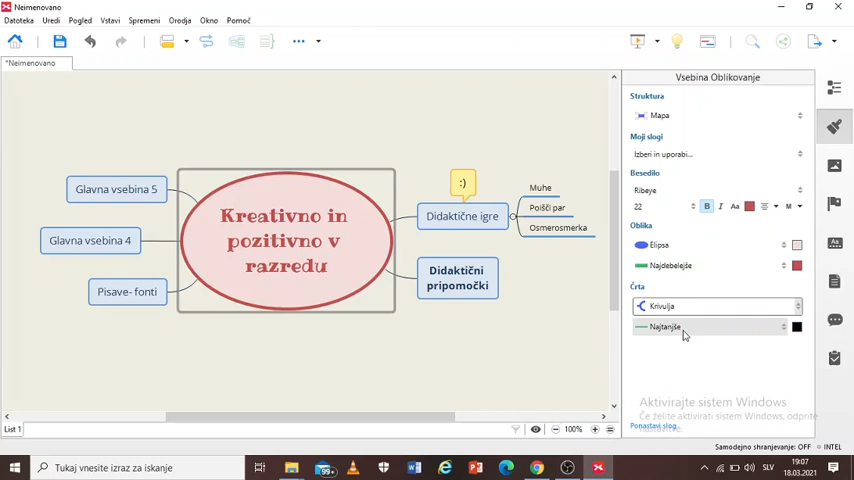 Neimenovano
Datoteka Uredi Pogled Vstavi Spremeni Orodja Okno Pomoč
*Neimenovano
Vsebina Oblikovanje
Struktura
Mapa
Moji slogi
Izberi in uporabi...
Besedilo
Ribeye
22 B I Aa M
Oblika
Elipsa
Najdebelejše
Črta
Krivulja
Najtanjše
Aktivirajte sistem Windows
Če želite aktivirati sistem Windows, odprite
Ponastavi slog...
Glavna vsebina 5
Glavna vsebina 4
Pisave- fonti
Kreativno in
pozitivno v
razredu
:)
Didaktične igre
Muhe
Poišči par
Osmerosmerka
Didaktični
pripomočki
List 1
100%
Samodejno shranjevanje: OFF INTEL
Tukaj vnesite izraz za iskanje
99+
SLV
19:07
18.03.2021